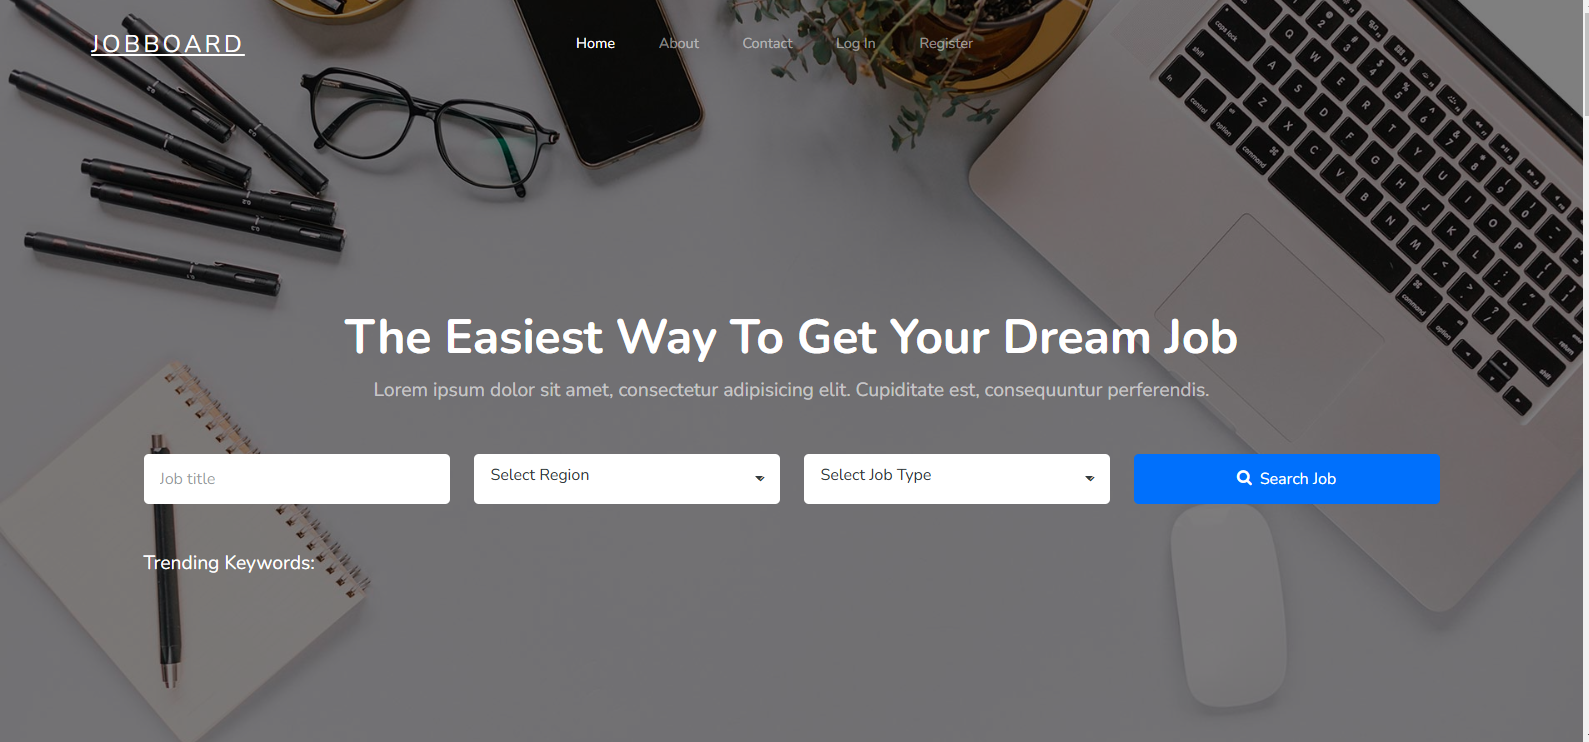 JOBBOARD
Home About Contact Log In Register
The Easiest Way To Get Your Dream Job
Lorem ipsum dolor sit amet, consectetur adipisicing elit. Cupiditate est, consequuntur perferendis.
Job title
Select Region
Select Job Type
Search Job
Trending Keywords: